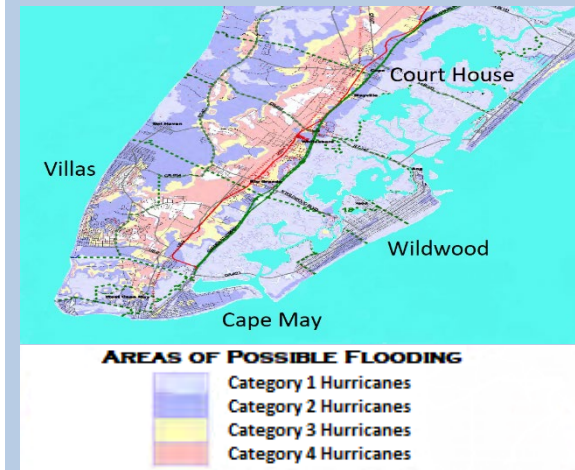 Court House
Villas
Wildwood
Cape May
AREAS OF POSSIBLE FLOODING
Category 1 Hurricanes
Category 2 Hurricanes
Category 3 Hurricanes
Category 4 Hurricanes